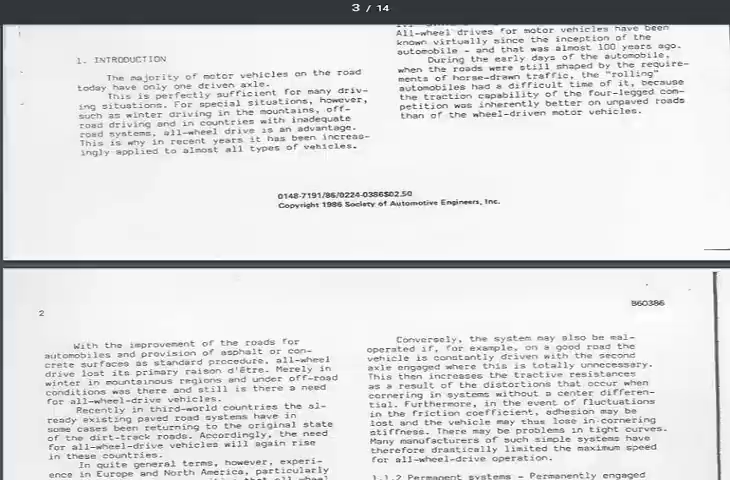 3 / 14
1. INTRODUCTION
The majority of motor vehicles on the road
today have only one driven axle.
This is perfectly sufficient for many driv-
ing situations. For special situations, however,
such as winter driving in the mountains, off-
road driving and in countries with inadequate
road systems, all-wheel drive is an advantage.
This is why in recent years it has been increas-
ingly applied to almost all types of vehicles.
All-wheel drives for motor vehicles have been
known virtually since the inception of the
automobile - and that was almost 100 years ago.
During the early days of the automobile,
when the roads were still shaped by the require-
ments of horse-drawn traffic, the "rolling"
automobiles had a difficult time of it, because
the traction capability of the four-legged com-
petition was inherently better on unpaved roads
than of the wheel-driven motor vehicles.
0148-7191/86/0224-0386$02.50
Copyright 1986 Society of Automotive Engineers, Inc.
2
860386
With the improvement of the roads for
automobiles and provision of asphalt or con-
crete surfaces as standard procedure, all-wheel
drive lost its primary raison d'être. Merely in
winter in mountainous regions and under off-road
conditions was there and still is there a need
for all-wheel-drive vehicles.
Recently in third-world countries the al-
ready existing paved road systems have in
some cases been returning to the original state
of the dirt-track roads. Accordingly, the need
for all-wheel-drive vehicles will again rise
in these countries.
In quite general terms, however, experi-
ence in Europe and North America, particularly
Conversely, the system may also be mal-
operated if, for example, on a good road the
vehicle is constantly driven with the second
axle engaged where this is totally unnecessary.
This then increases the tractive resistances
as a result of the distortions that occur when
cornering in systems without a center differen-
tial. Furthermore, in the event of fluctuations
in the friction coefficient, adhesion may be
lost and the vehicle may thus lose in-cornering
stiffness. There may be problems in tight curves.
Many manufacturers of such simple systems have
therefore drastically limited the maximum speed
for all-wheel-drive operation.
1.1.2 Permanent systems - Permanently engaged